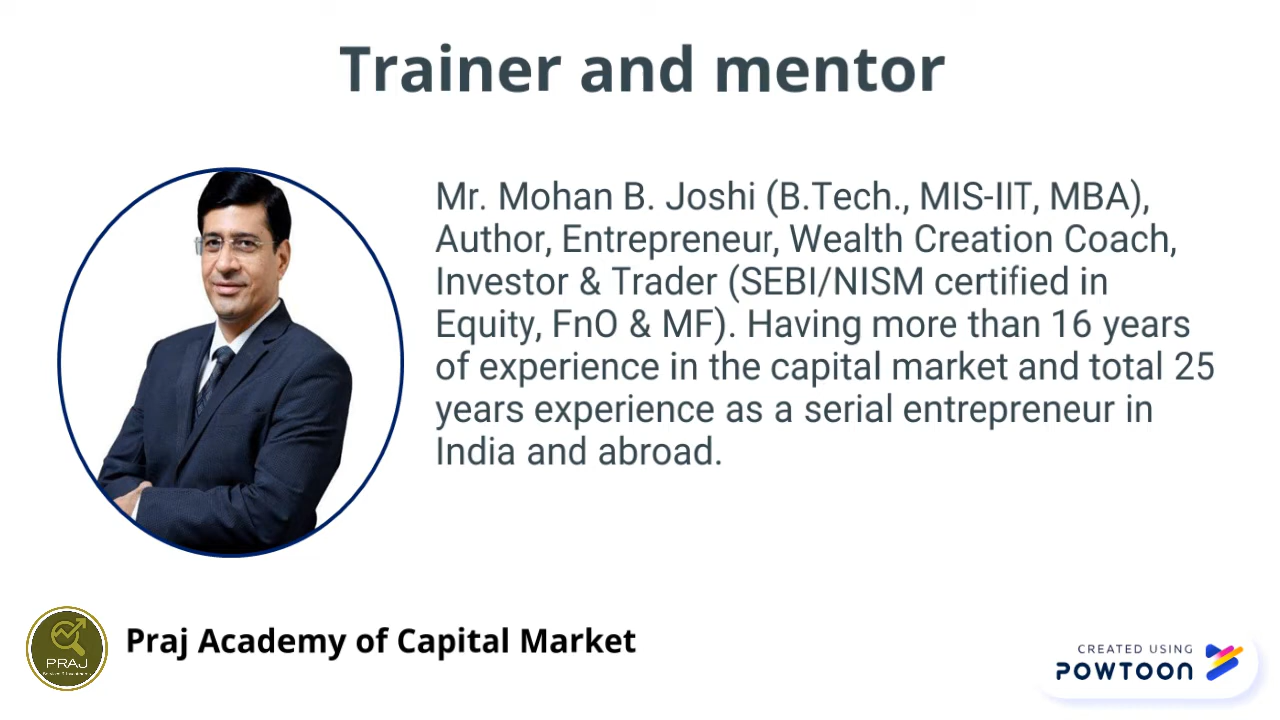 Trainer and mentor
Mr. Mohan B. Joshi (B.Tech., MIS-IIT, MBA),
Author, Entrepreneur, Wealth Creation Coach,
Investor & Trader (SEBI/NISM certified in
Equity, FnO & MF). Having more than 16 years
of experience in the capital market and total 25
years experience as a serial entrepreneur in
India and abroad.
PRAJ
Praj Academy of Capital Market
CREATED USING
POWTOON